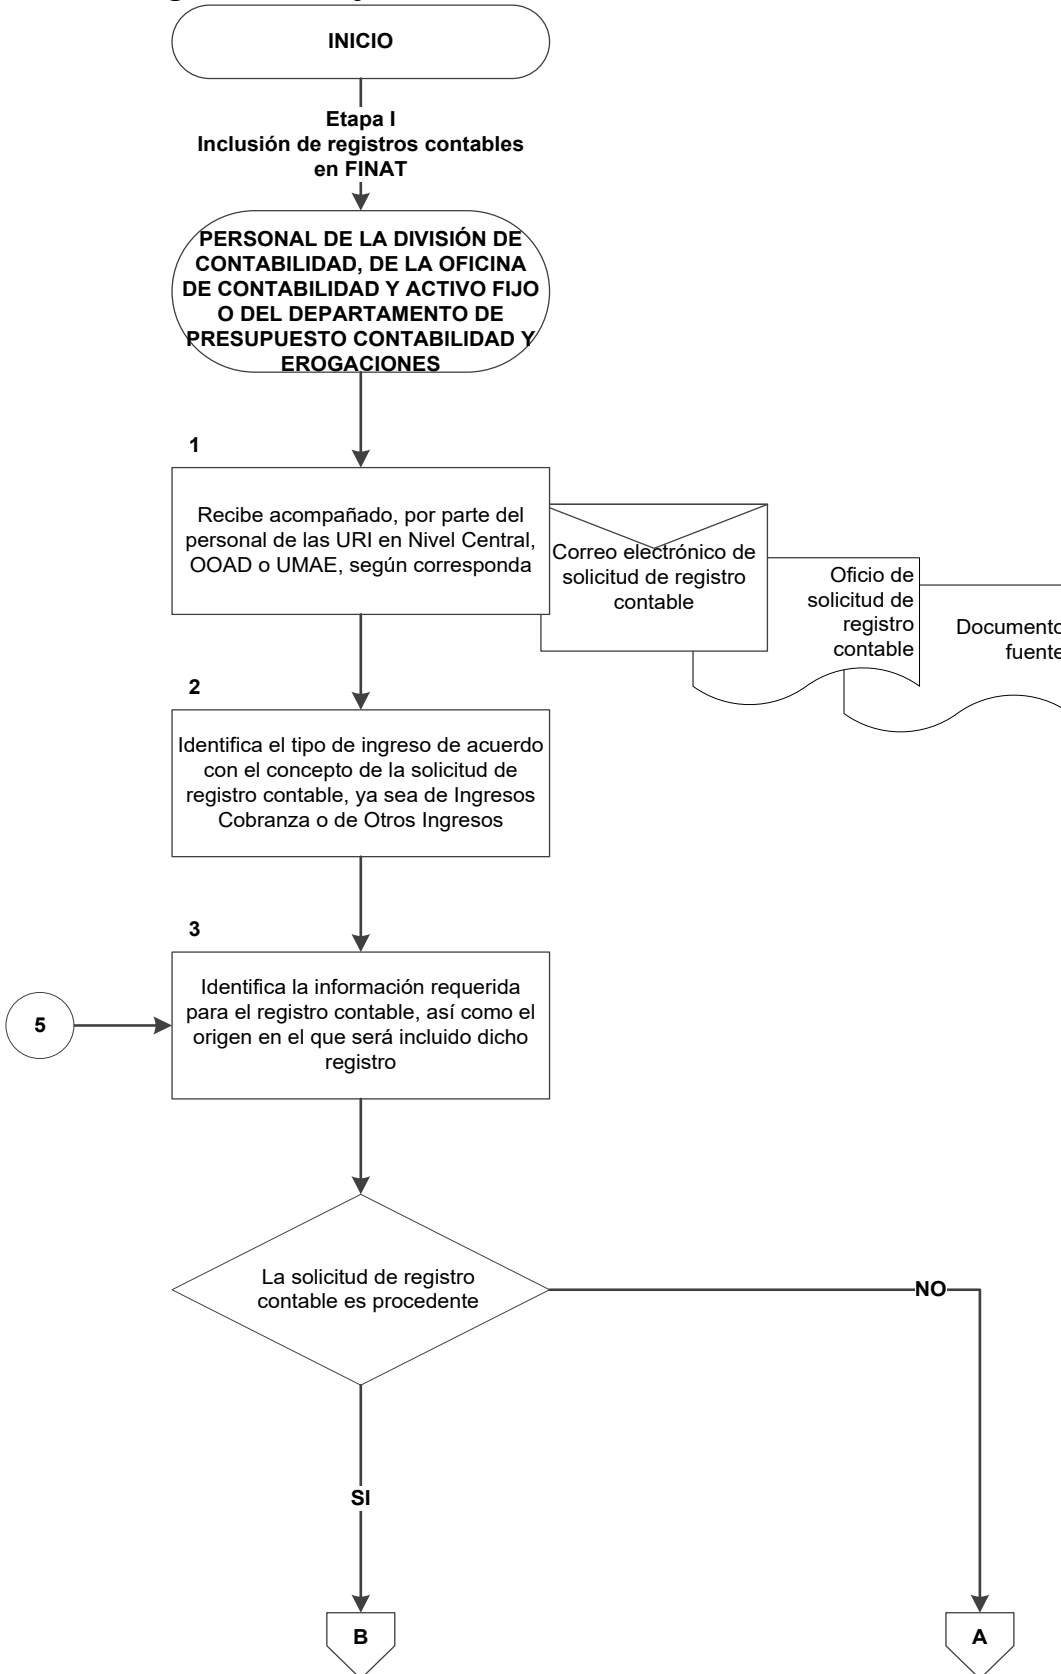 INICIO
Etapa I
Inclusión de registros contables
en FINAT
PERSONAL DE LA DIVISIÓN DE
CONTABILIDAD, DE LA OFICINA
DE CONTABILIDAD Y ACTIVO FIJO
O DEL DEPARTAMENTO DE
PRESUPUESTO CONTABILIDAD Y
EROGACIONES
1
Recibe acompañado, por parte del
personal de las URI en Nivel Central,
OOAD o UMAE, según corresponda
Correo electrónico de
solicitud de registro
contable
Oficio de
solicitud de
registro
contable
Documento
fuente
2
Identifica el tipo de ingreso de acuerdo
con el concepto de la solicitud de
registro contable, ya sea de Ingresos
Cobranza o de Otros Ingresos
3
Identifica la información requerida
para el registro contable, así como el
origen en el que será incluido dicho
registro
5
La solicitud de registro
contable es procedente
NO
SI
B
A